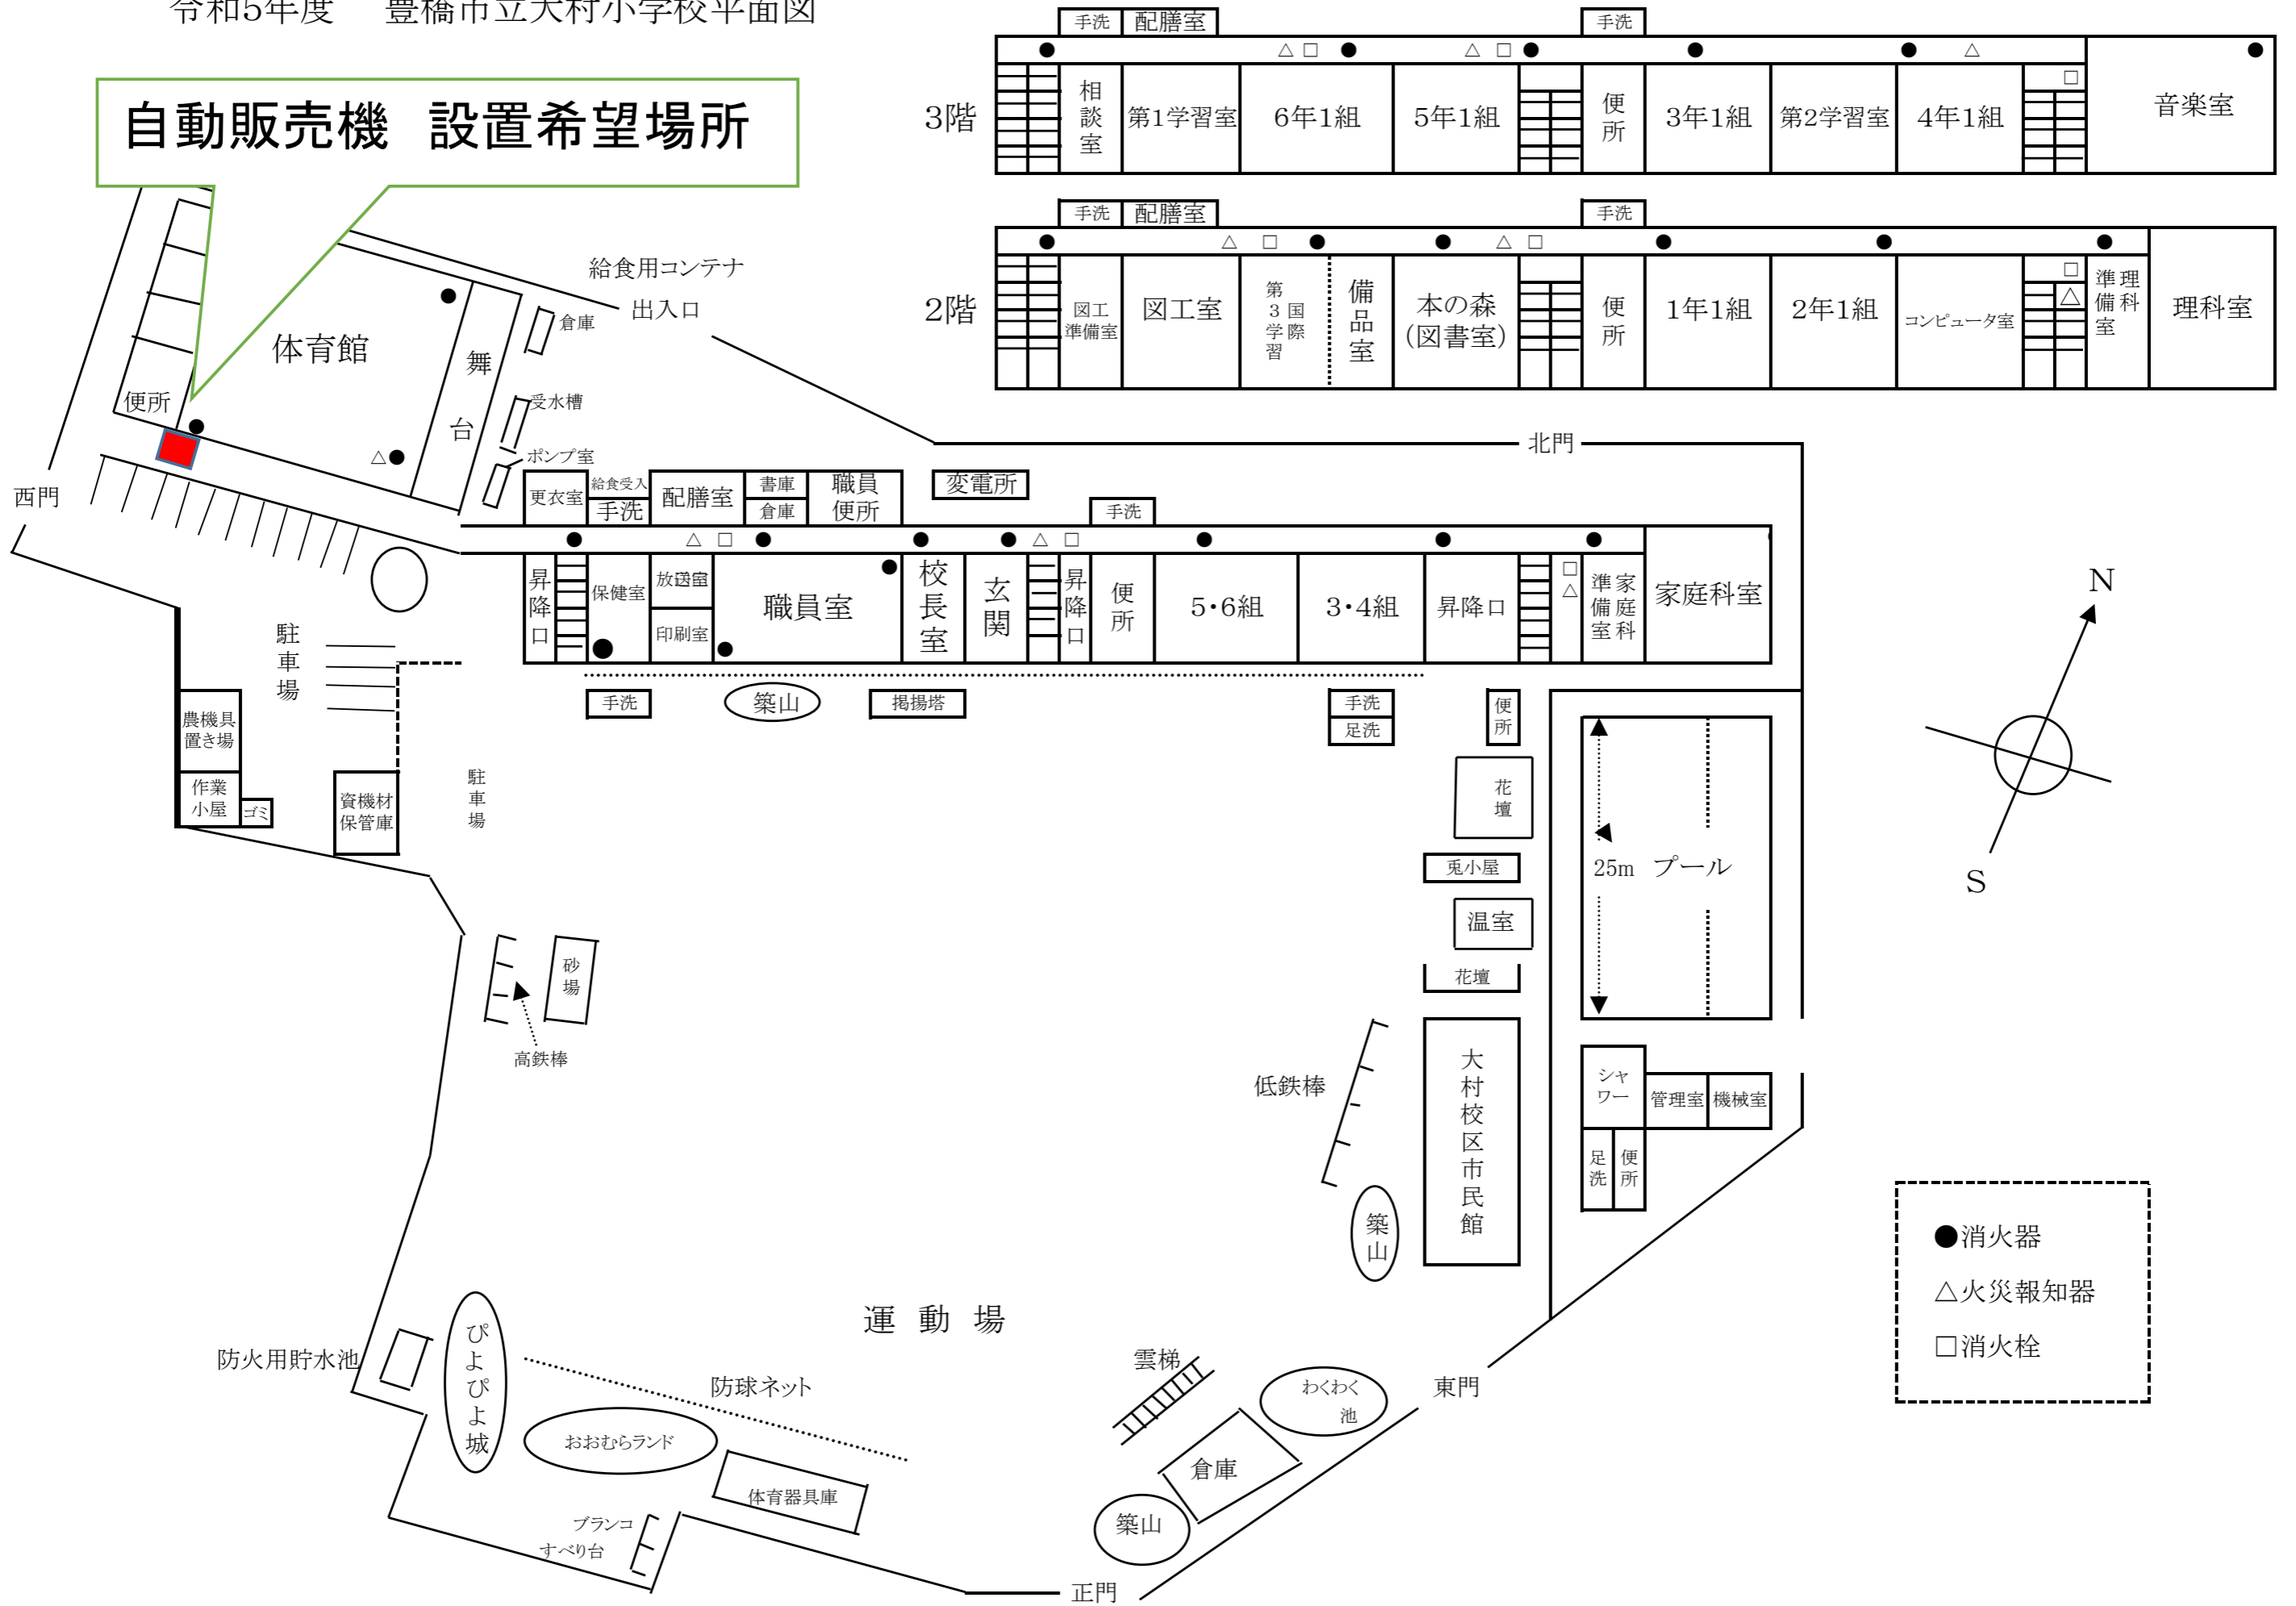 令和5年度　豊橋市立大村小学校平面図
自動販売機　設置希望場所
3階
手洗
配膳室
手洗
△ □
△ □
△
□
相談室
第1学習室
6年1組
5年1組
便所
3年1組
第2学習室
4年1組
音楽室
2階
手洗
配膳室
手洗
△ □
△ □
□
△
図工
準備室
図工室
第3学習
国際
備品室
本の森
(図書室)
便所
1年1組
2年1組
コンピュータ室
理科
準備室
理科室
給食用コンテナ
出入口
体育館
舞台
倉庫
受水槽
ポンプ室
便所
△
西門
北門
更衣室
給食受入
手洗
配膳室
書庫
倉庫
職員
便所
変電所
手洗
△ □
△ □
昇降口
保健室
放送室
印刷室
職員室
校長室
玄関
昇降口
便所
5・6組
3・4組
昇降口
□
△
家庭科
準備室
家庭科室
N
S
駐車場
農機具
置き場
作業
小屋
ゴミ
資機材
保管庫
駐車場
手洗
築山
掲揚塔
手洗
足洗
便所
花壇
兎小屋
温室
花壇
25m
プール
砂場
高鉄棒
低鉄棒
大村校区市民館
シャ
ワー
管理室
機械室
足洗
便所
築山
運動場
●消火器
△火災報知器
□消火栓
防火用貯水池
ぴよぴよ城
防球ネット
おおむらランド
体育器具庫
ブランコ
すべり台
雲梯
わくわく
池
東門
倉庫
築山
正門